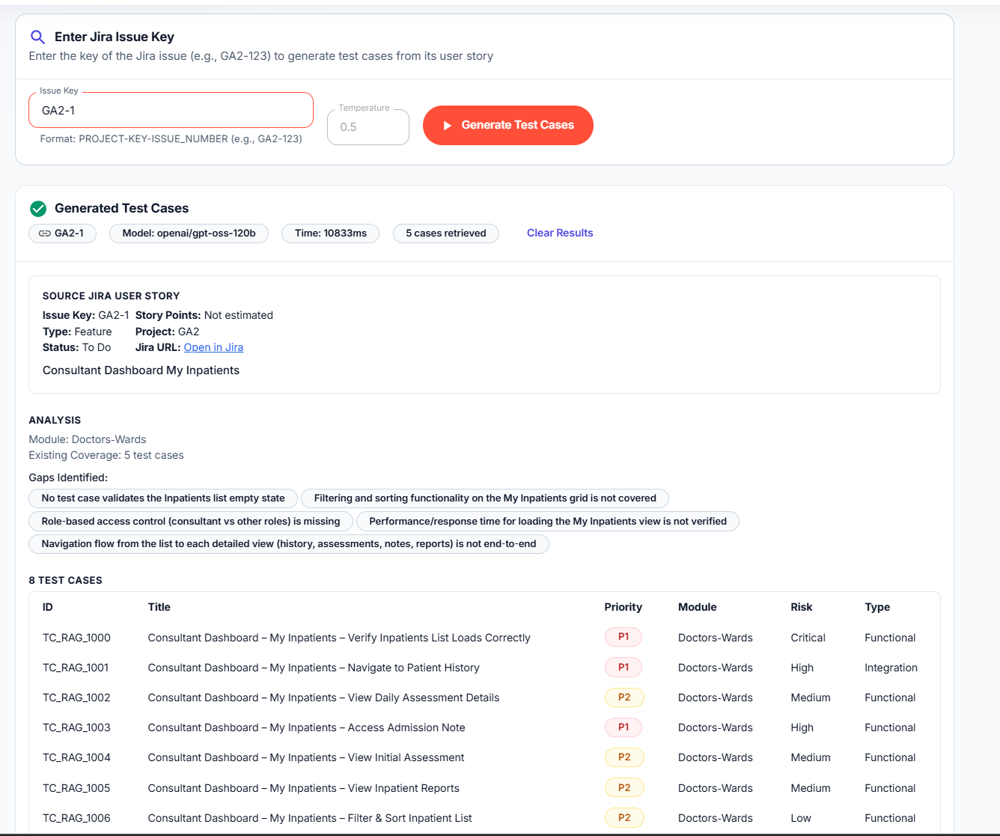 Enter Jira Issue Key
Enter the key of the Jira issue (e.g., GA2-123) to generate test cases from its user story
Issue Key
GA2-1
Format: PROJECT-KEY-ISSUE_NUMBER (e.g., GA2-123)
Temperature
0.5
Generate Test Cases
Generated Test Cases
GA2-1 Model: openai/gpt-oss-120b Time: 10833ms 5 cases retrieved Clear Results
SOURCE JIRA USER STORY
Issue Key: GA2-1 Story Points: Not estimated
Type: Feature Project: GA2
Status: To Do Jira URL: Open in Jira
Consultant Dashboard My Inpatients
ANALYSIS
Module: Doctors-Wards
Existing Coverage: 5 test cases
Gaps Identified:
No test case validates the Inpatients list empty state Filtering and sorting functionality on the My Inpatients grid is not covered
Role-based access control (consultant vs other roles) is missing Performance/response time for loading the My Inpatients view is not verified
Navigation flow from the list to each detailed view (history, assessments, notes, reports) is not end-to-end
8 TEST CASES
ID Title Priority Module Risk Type
TC_RAG_1000 Consultant Dashboard – My Inpatients – Verify Inpatients List Loads Correctly P1 Doctors-Wards Critical Functional
TC_RAG_1001 Consultant Dashboard – My Inpatients – Navigate to Patient History P1 Doctors-Wards High Integration
TC_RAG_1002 Consultant Dashboard – My Inpatients – View Daily Assessment Details P2 Doctors-Wards Medium Functional
TC_RAG_1003 Consultant Dashboard – My Inpatients – Access Admission Note P1 Doctors-Wards High Functional
TC_RAG_1004 Consultant Dashboard – My Inpatients – View Initial Assessment P2 Doctors-Wards Medium Functional
TC_RAG_1005 Consultant Dashboard – My Inpatients – View Inpatient Reports P2 Doctors-Wards Medium Functional
TC_RAG_1006 Consultant Dashboard – My Inpatients – Filter & Sort Inpatient List P2 Doctors-Wards Low Functional